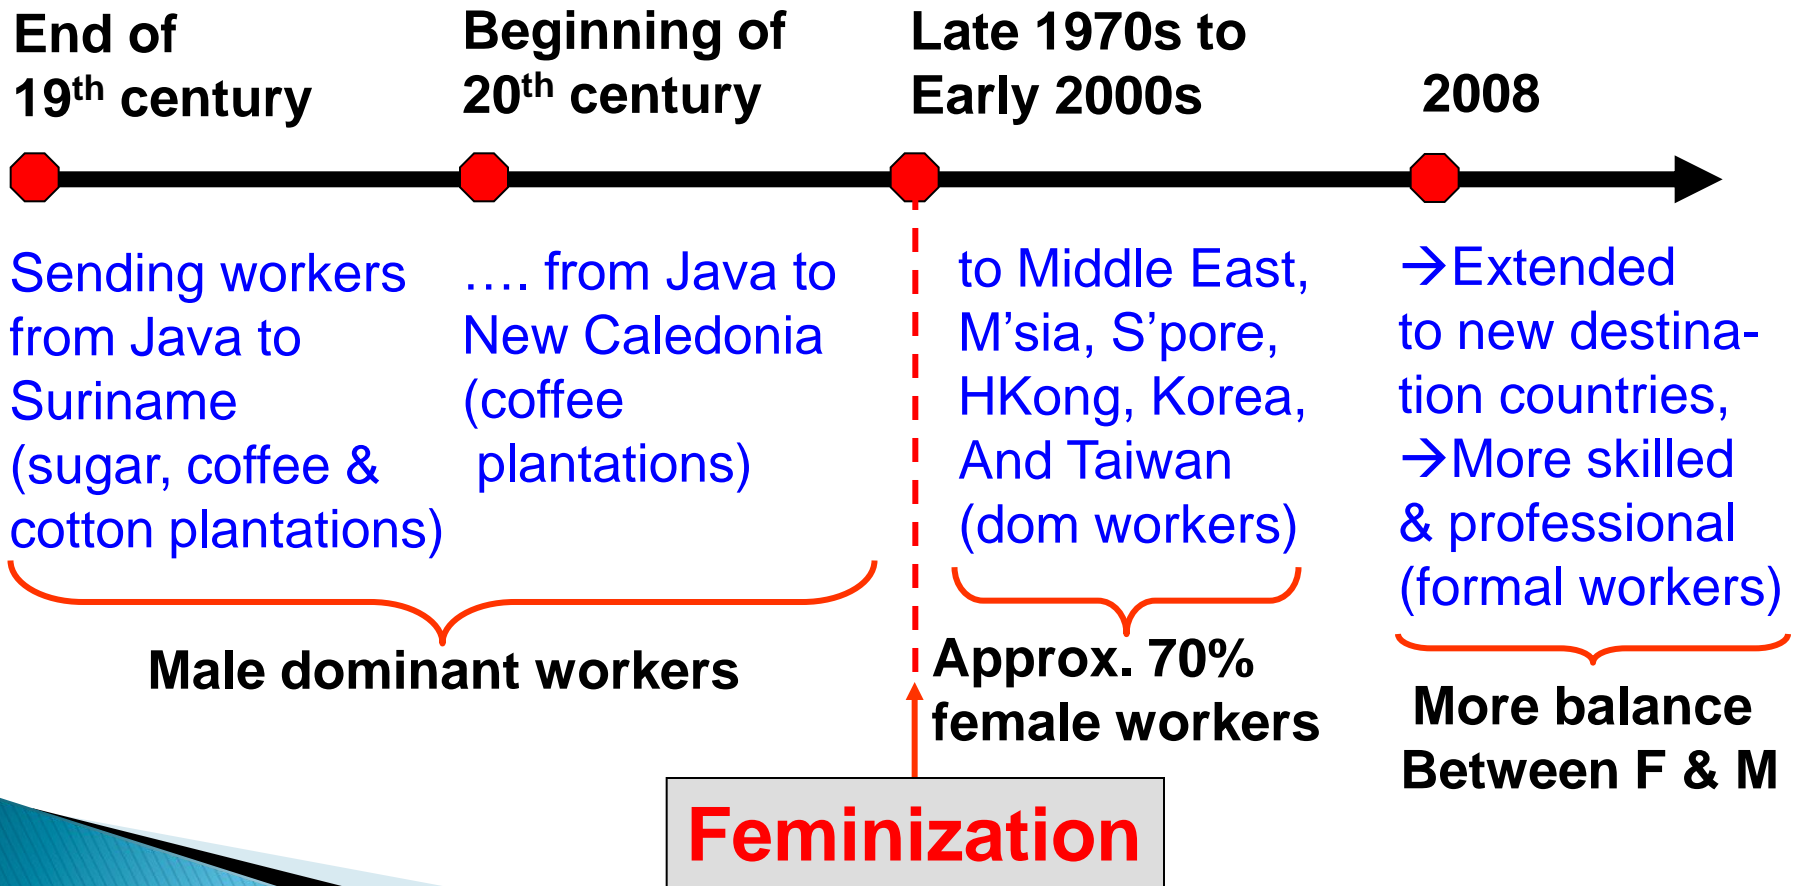 End of
19th century
Beginning of
20th century
Late 1970s to
Early 2000s
2008
Sending workers
from Java to
Suriname
(sugar, coffee &
cotton plantations)
…. from Java to
New Caledonia
(coffee
plantations)
to Middle East,
M’sia, S’pore,
HKong, Korea,
And Taiwan
(dom workers)
→Extended
to new destina-
tion countries,
→More skilled
& professional
(formal workers)
Male dominant workers
Approx. 70%
female workers
More balance
Between F & M
Feminization